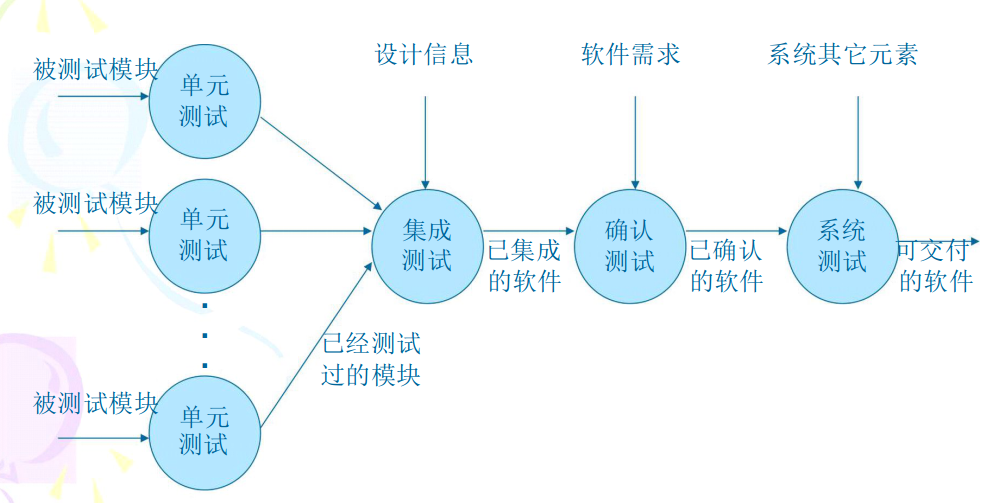 被测试模块
单元
测试
被测试模块
单元
测试
被测试模块
单元
测试
已经测试
过的模块
设计信息
集成
测试
已集成
的软件
软件需求
确认
测试
已确认
的软件
系统其它元素
系统
测试
可交付
的软件